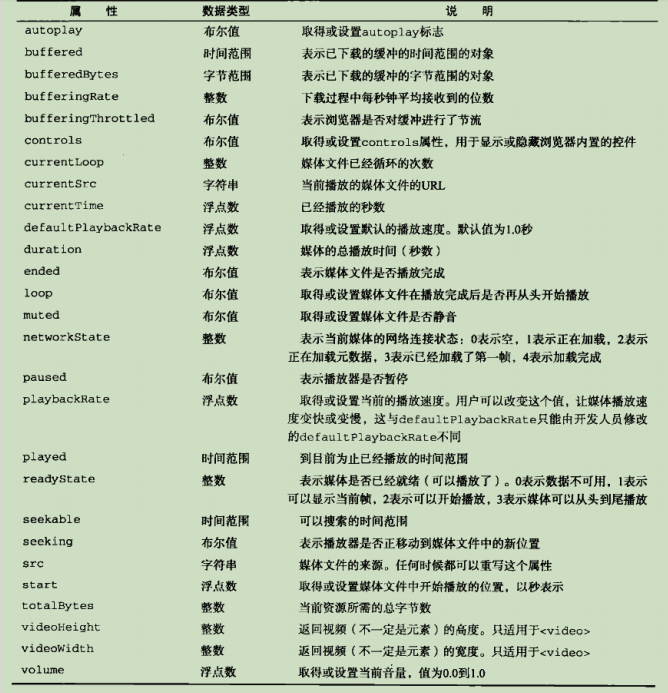 属 性 数据类型 说 明
autoplay 布尔值 取得或设置autoplay标志
buffered 时间范围 表示已下载的缓冲的时间范围的对象
bufferedBytes 字节范围 表示已下载的缓冲的字节范围的对象
bufferingRate 整数 下载过程中每秒钟平均接收到的位数
bufferingThrottled 布尔值 表示浏览器是否对缓冲进行了节流
controls 布尔值 取得或设置controls属性，用于显示或隐藏浏览器内置的控件
currentLoop 整数 媒体文件已经循环的次数
currentSrc 字符串 当前播放的媒体文件的URL
currentTime 浮点数 已经播放的秒数
defaultPlaybackRate 浮点数 取得或设置默认的播放速度。默认值为1.0秒
duration 浮点数 媒体的总播放时间（秒数）
ended 布尔值 表示媒体文件是否播放完成
loop 布尔值 取得或设置媒体文件在播放完成后是否再从头开始播放
muted 布尔值 取得或设置媒体文件是否静音
networkState 整数 表示当前媒体的网络连接状态：0表示空，1表示正在加载，2表示
正在加载元数据，3表示已经加载了第一帧，4表示加载完成
paused 布尔值 表示播放器是否暂停
playbackRate 浮点数 取得或设置当前的播放速度。用户可以改变这个值，让媒体播放速
度变快或变慢，这与defaultPlaybackRate只能由开发人员修改
的defaultPlaybackRate不同
played 时间范围 到目前为止已经播放的时间范围
readyState 整数 表示媒体是否已经就绪（可以播放了）。0表示数据不可用，1表示
可以显示当前帧，2表示可以开始播放，3表示媒体可以从头到尾播放
seekable 时间范围 可以搜索的时间范围
seeking 布尔值 表示播放器是否正移动到媒体文件中的新位置
src 字符串 媒体文件的来源。任何时候都可以重写这个属性
start 浮点数 取得或设置媒体文件中开始播放的位置，以秒表示
totalBytes 整数 当前资源所需的总字节数
videoHeight 整数 返回视频（不一定是元素）的高度。只适用于<video>
videoWidth 整数 返回视频（不一定是元素）的宽度。只适用于<video>
volume 浮点数 取得或设置当前音量，值为0.0到1.0